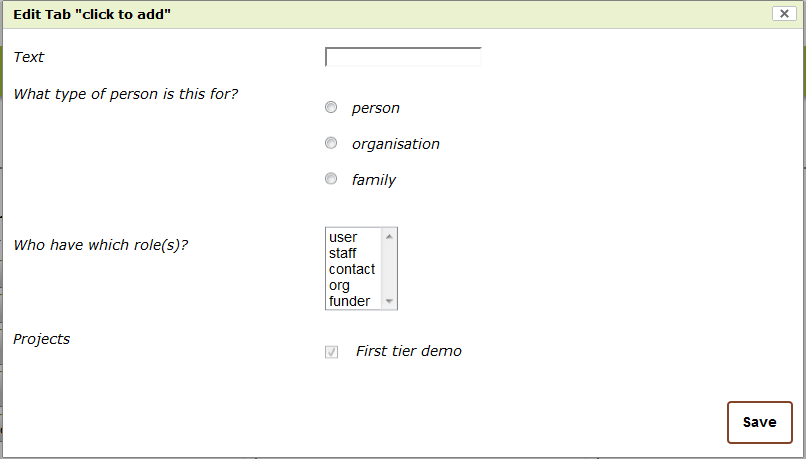 Edit Tab "click to add"
Text
What type of person is this for?
person
organisation
family
Who have which role(s)?
user
staff
contact
org
funder
Projects
First tier demo
Save